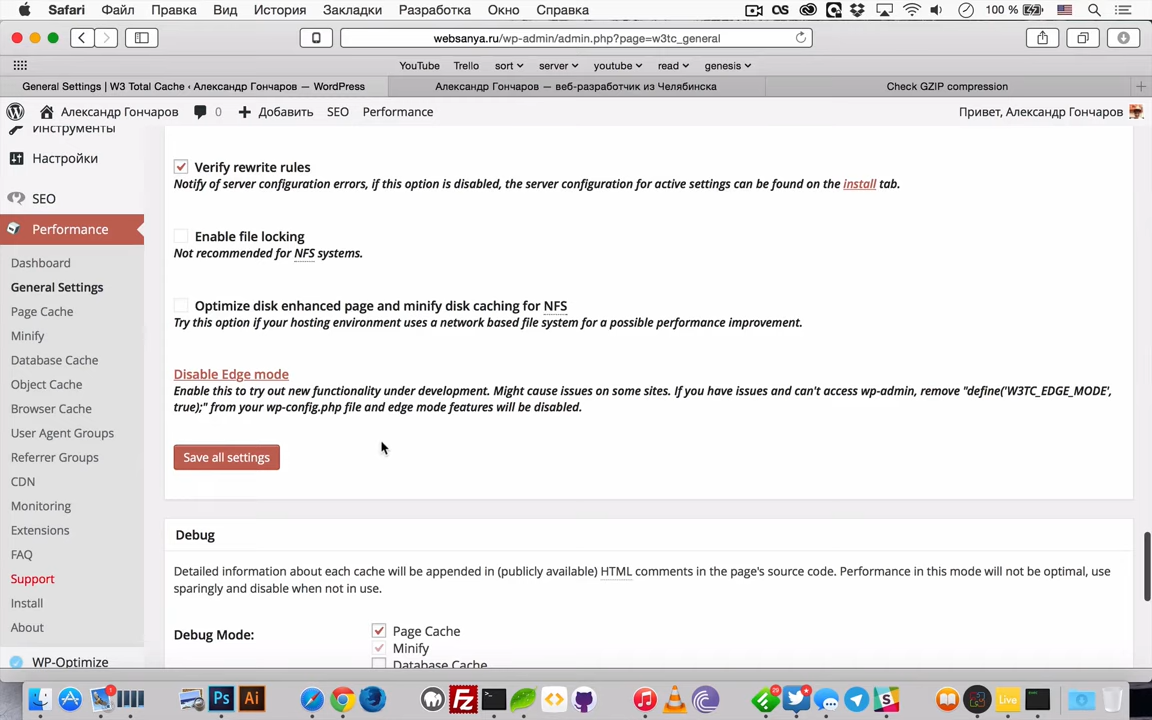 Safari Файл Правка Вид История Закладки Разработка Окно Справка 100 %
websanya.ru/wp-admin/admin.php?page=w3tc_general
YouTube Trello sort server youtube read genesis
General Settings | W3 Total Cache ‹ Александр Гончаров — WordPress Александр Гончаров — веб-разработчик из Челябинска Check GZIP compression
Александр Гончаров 0 Добавить SEO Performance Привет, Александр Гончаров
Инструменты
Настройки
SEO
Performance
Dashboard
General Settings
Page Cache
Minify
Database Cache
Object Cache
Browser Cache
User Agent Groups
Referrer Groups
CDN
Monitoring
Extensions
FAQ
Support
Install
About
WP-Optimize
Verify rewrite rules
Notify of server configuration errors, if this option is disabled, the server configuration for active settings can be found on the install tab.
Enable file locking
Not recommended for NFS systems.
Optimize disk enhanced page and minify disk caching for NFS
Try this option if your hosting environment uses a network based file system for a possible performance improvement.
Disable Edge mode
Enable this to try out new functionality under development. Might cause issues on some sites. If you have issues and can't access wp-admin, remove "define('W3TC_EDGE_MODE',
true);" from your wp-config.php file and edge mode features will be disabled.
Save all settings
Debug
Detailed information about each cache will be appended in (publicly available) HTML comments in the page's source code. Performance in this mode will not be optimal, use
sparingly and disable when not in use.
Debug Mode:
Page Cache
Minify
Database Cache
Ps Ai Fz Live